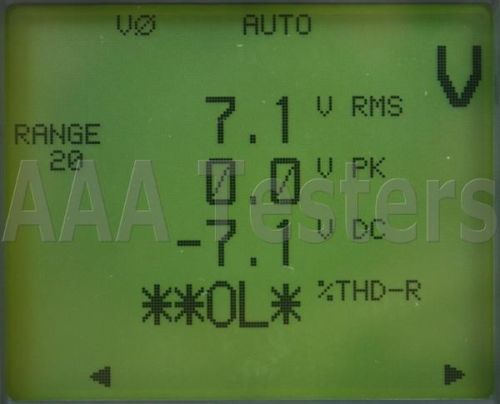 VØ AUTO
V
7.1 V RMS
RANGE
20
0.0 V PK
AAA Testers
-7.1 V DC
**OL* %THD-R